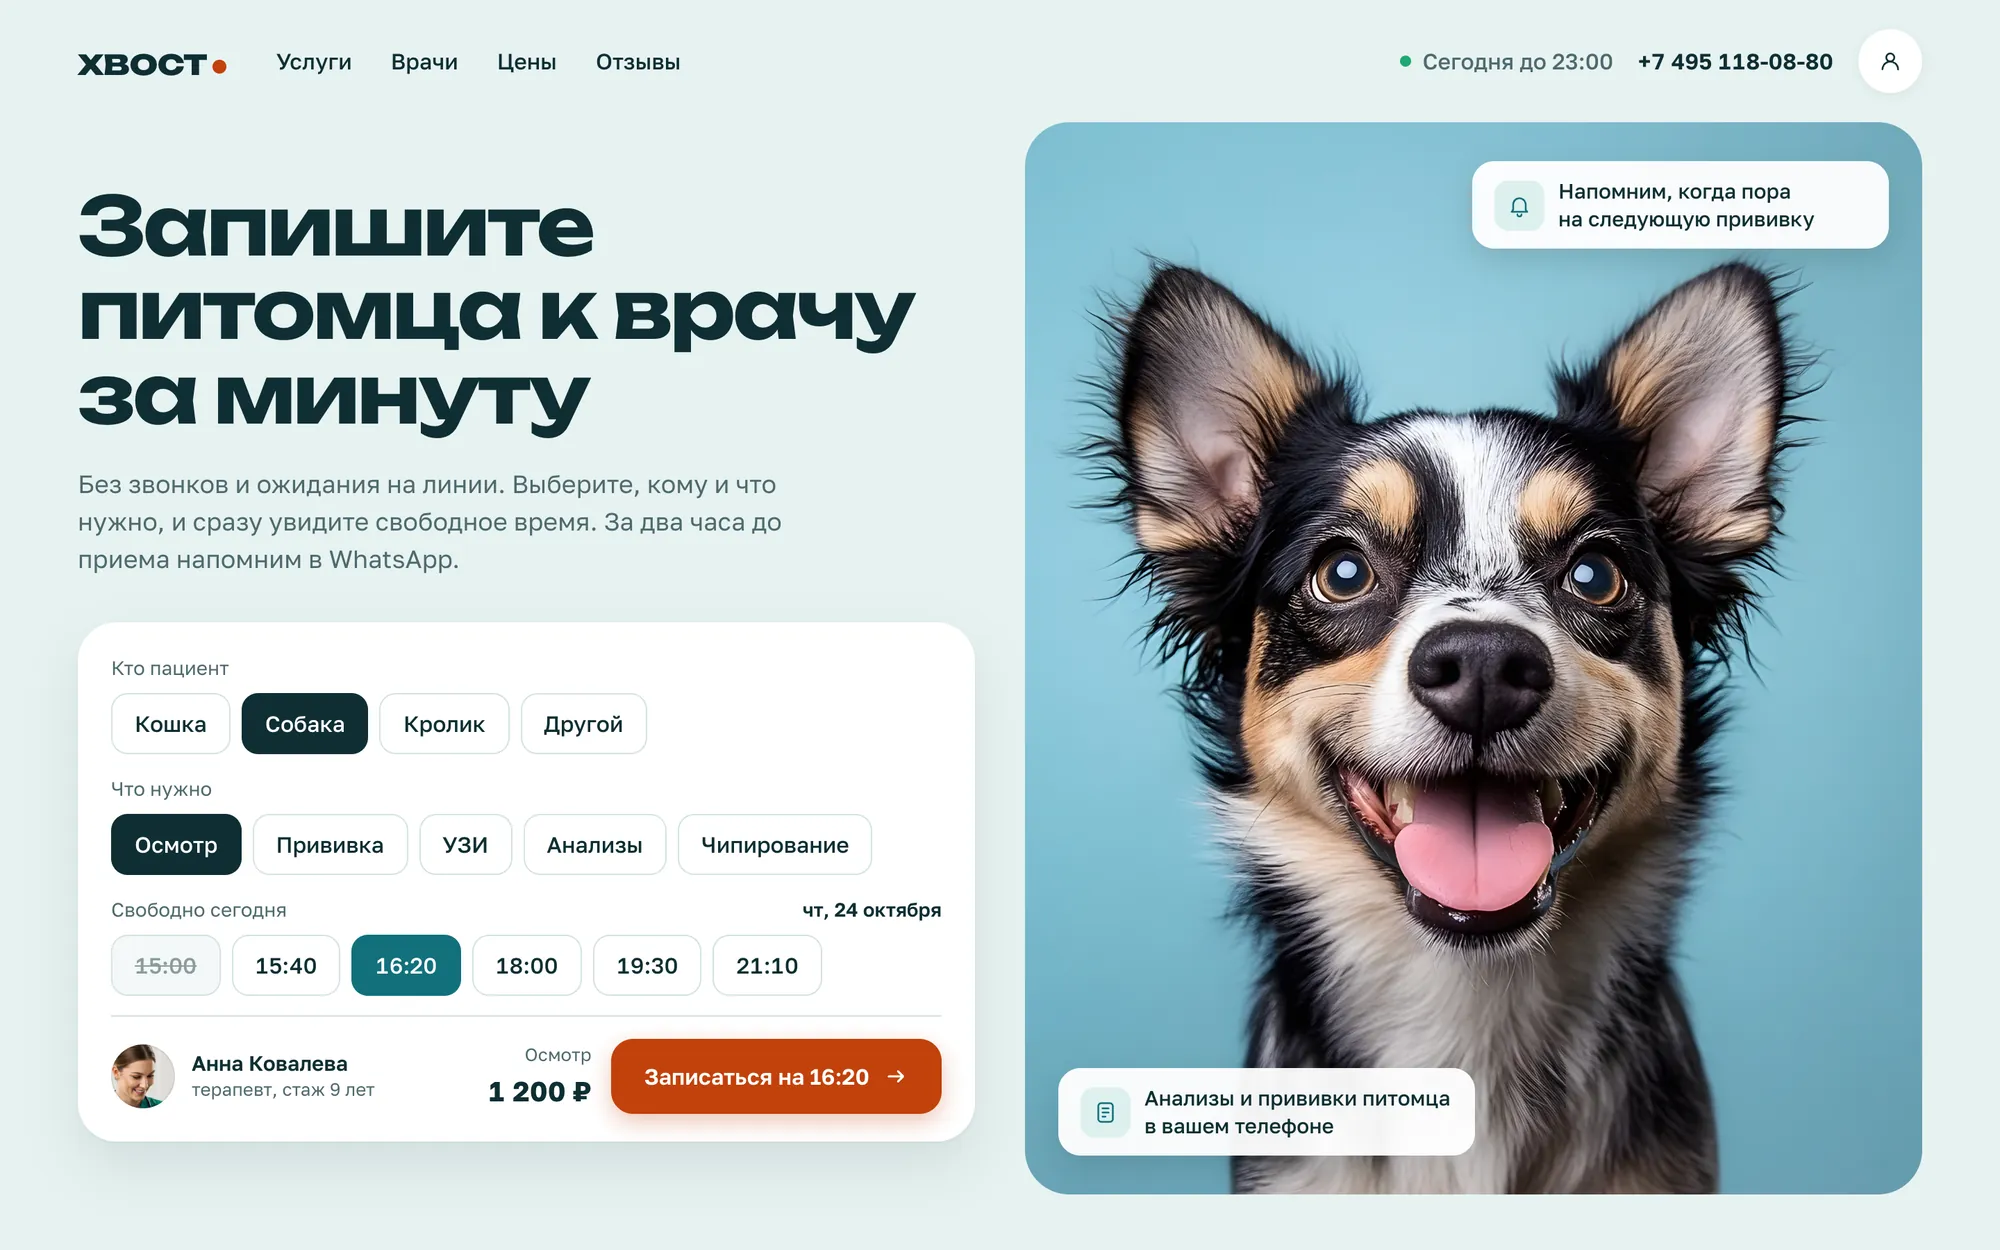 ХВОСТ
Услуги
Врачи
Цены
Отзывы
Сегодня до 23:00
+7 495 118-08-80
Запишите
питомца к врачу
за минуту
Без звонков и ожидания на линии. Выберите, кому и что
нужно, и сразу увидите свободное время. За два часа до
приема напомним в WhatsApp.
Кто пациент
Кошка
Собака
Кролик
Другой
Что нужно
Осмотр
Прививка
УЗИ
Анализы
Чипирование
Свободно сегодня
чт, 24 октября
15:00
15:40
16:20
18:00
19:30
21:10
Анна Ковалева
терапевт, стаж 9 лет
Осмотр
1 200 ₽
Записаться на 16:20 →
Напомним, когда пора
на следующую прививку
Анализы и прививки питомца
в вашем телефоне